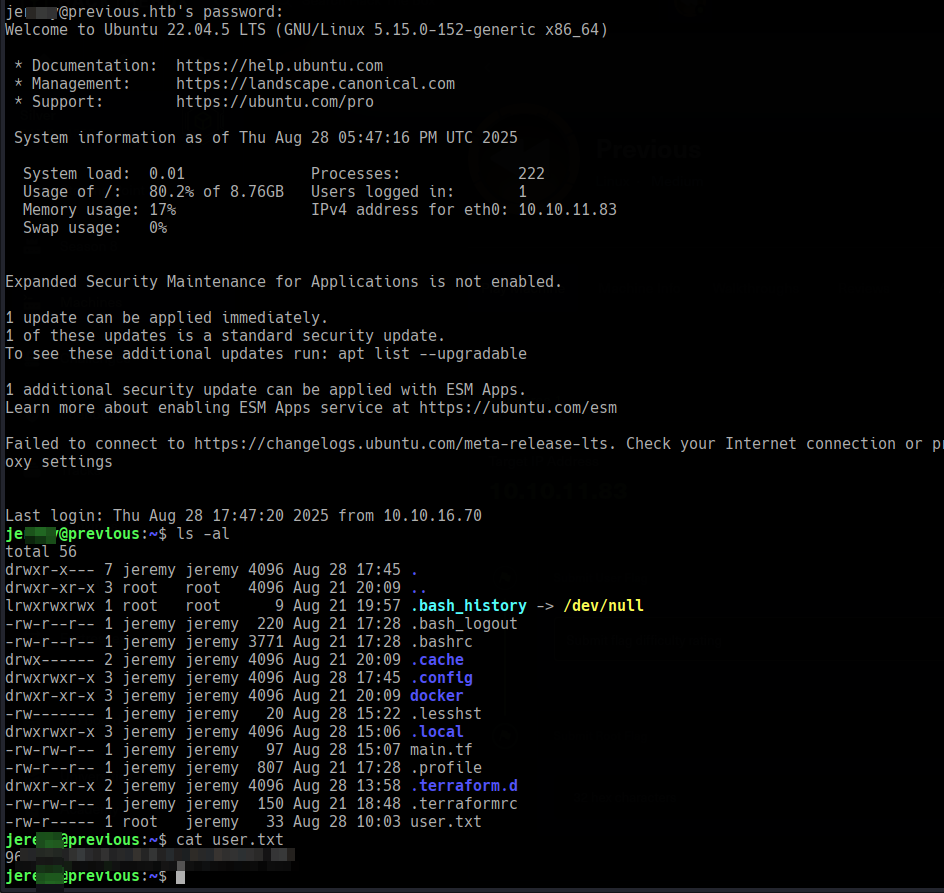 je    y@previous.htb's password:
Welcome to Ubuntu 22.04.5 LTS (GNU/Linux 5.15.0-152-generic x86_64)

 * Documentation:  https://help.ubuntu.com
 * Management:     https://landscape.canonical.com
 * Support:        https://ubuntu.com/pro

 System information as of Thu Aug 28 05:47:16 PM UTC 2025

  System load:  0.01              Processes:             222
  Usage of /:   80.2% of 8.76GB   Users logged in:       1
  Memory usage: 17%               IPv4 address for eth0: 10.10.11.83
  Swap usage:   0%

Expanded Security Maintenance for Applications is not enabled.

1 update can be applied immediately.
1 of these updates is a standard security update.
To see these additional updates run: apt list --upgradable

1 additional security update can be applied with ESM Apps.
Learn more about enabling ESM Apps service at https://ubuntu.com/esm

Failed to connect to https://changelogs.ubuntu.com/meta-release-lts. Check your Internet connection or pr
oxy settings

Last login: Thu Aug 28 17:47:20 2025 from 10.10.16.70
je    @previous:~$ ls -al
total 56
drwxr-x--- 7 jeremy jeremy 4096 Aug 28 17:45 .
drwxr-xr-x 3 root   root   4096 Aug 21 20:09 ..
lrwxrwxrwx 1 root   root      9 Aug 21 19:57 .bash_history -> /dev/null
-rw-r--r-- 1 jeremy jeremy  220 Aug 21 17:28 .bash_logout
-rw-r--r-- 1 jeremy jeremy 3771 Aug 21 17:28 .bashrc
drwx------ 2 jeremy jeremy 4096 Aug 21 20:09 .cache
drwxrwxr-x 3 jeremy jeremy 4096 Aug 28 17:45 .config
drwxr-xr-x 3 jeremy jeremy 4096 Aug 21 20:09 docker
-rw------- 1 jeremy jeremy   20 Aug 28 15:22 .lesshst
drwxrwxr-x 3 jeremy jeremy 4096 Aug 28 15:06 .local
-rw-rw-r-- 1 jeremy jeremy   97 Aug 28 15:07 main.tf
-rw-r--r-- 1 jeremy jeremy  807 Aug 21 17:28 .profile
drwxr-xr-x 2 jeremy jeremy 4096 Aug 28 13:58 .terraform.d
-rw-rw-r-- 1 jeremy jeremy  150 Aug 21 18:48 .terraformrc
-rw-r----- 1 root   jeremy   33 Aug 28 10:03 user.txt
jere   @previous:~$ cat user.txt
96
jere   @previous:~$